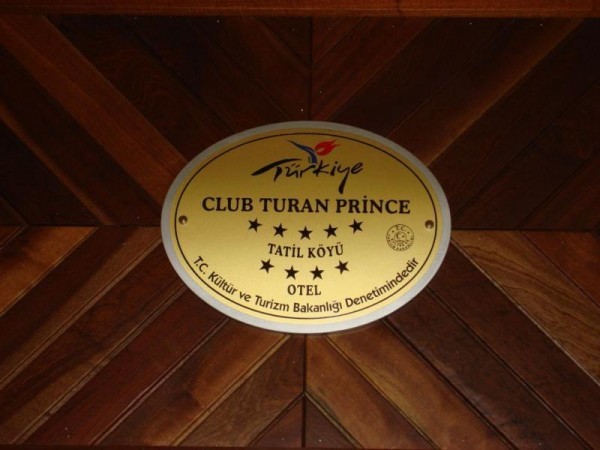 Türkiye
CLUB TURAN PRİNCE
★ ★ ★ ★ ★
TATİL KÖYÜ
★ ★ ★ ★
OTEL
T.C. Kültür ve Turizm Bakanlığı Denetimindedir